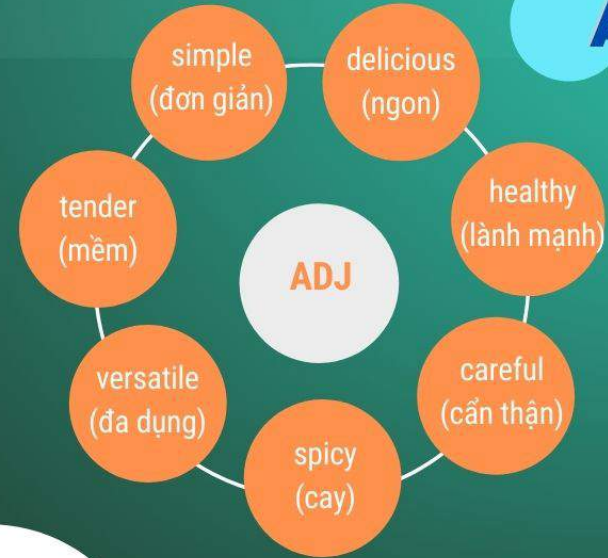 simple
(đơn giản)
delicious
(ngon)
healthy
(lành mạnh)
careful
(cẩn thận)
spicy
(cay)
versatile
(đa dụng)
tender
(mềm)
ADJ